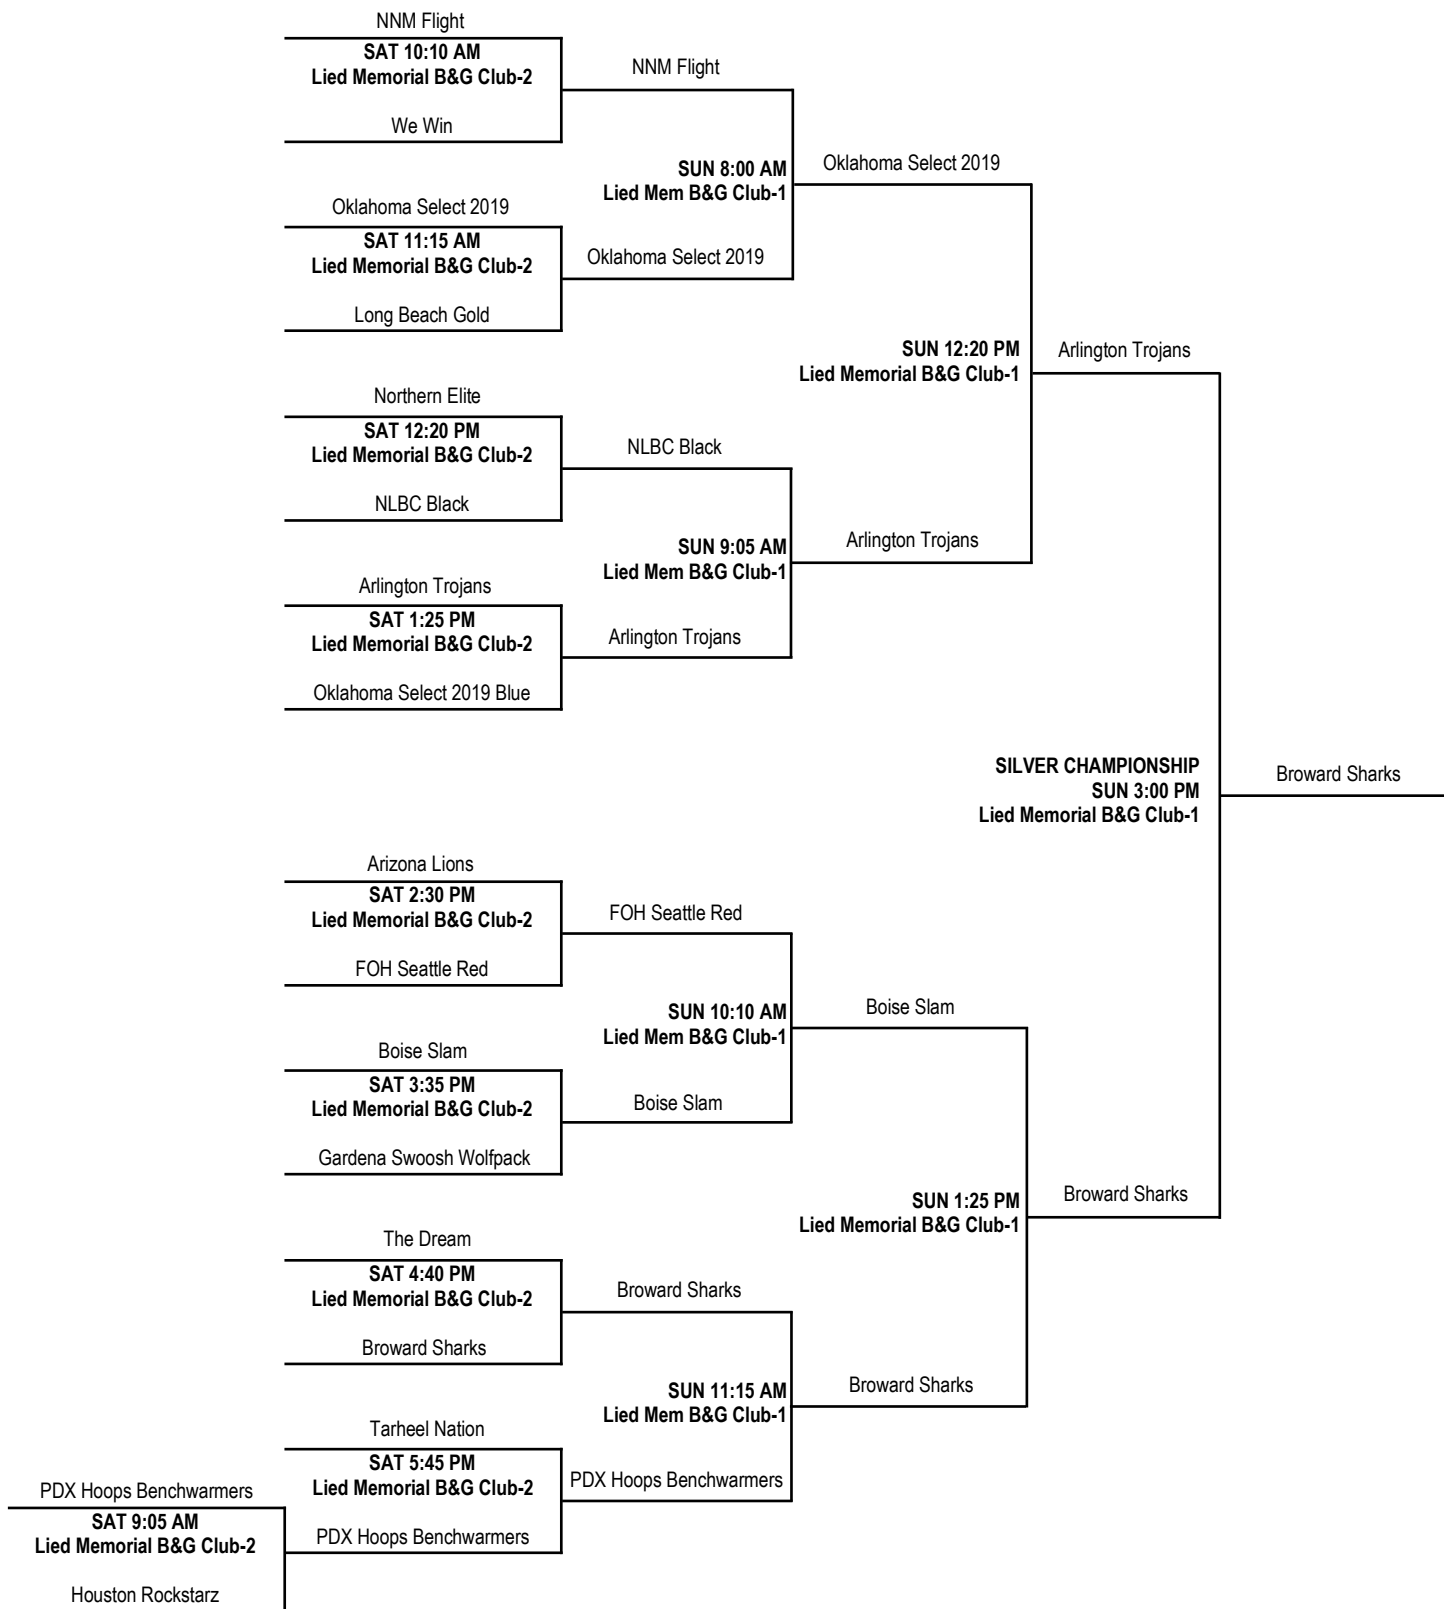 NNM Flight
SAT 10:10 AM
Lied Memorial B&G Club-2
We Win
NNM Flight
SUN 8:00 AM
Lied Mem B&G Club-1
Oklahoma Select 2019
Oklahoma Select 2019
SAT 11:15 AM
Lied Memorial B&G Club-2
Long Beach Gold
Oklahoma Select 2019
SUN 12:20 PM
Lied Memorial B&G Club-1
Arlington Trojans
Northern Elite
SAT 12:20 PM
Lied Memorial B&G Club-2
NLBC Black
NLBC Black
SUN 9:05 AM
Lied Mem B&G Club-1
Arlington Trojans
Arlington Trojans
SAT 1:25 PM
Lied Memorial B&G Club-2
Oklahoma Select 2019 Blue
Arlington Trojans
SILVER CHAMPIONSHIP
SUN 3:00 PM
Lied Memorial B&G Club-1
Broward Sharks
Arizona Lions
SAT 2:30 PM
Lied Memorial B&G Club-2
FOH Seattle Red
FOH Seattle Red
SUN 10:10 AM
Lied Mem B&G Club-1
Boise Slam
Boise Slam
SAT 3:35 PM
Lied Memorial B&G Club-2
Gardena Swoosh Wolfpack
Boise Slam
SUN 1:25 PM
Lied Memorial B&G Club-1
Broward Sharks
The Dream
SAT 4:40 PM
Lied Memorial B&G Club-2
Broward Sharks
Broward Sharks
SUN 11:15 AM
Lied Mem B&G Club-1
Broward Sharks
Tarheel Nation
SAT 5:45 PM
Lied Memorial B&G Club-2
PDX Hoops Benchwarmers
PDX Hoops Benchwarmers
PDX Hoops Benchwarmers
SAT 9:05 AM
Lied Memorial B&G Club-2
Houston Rockstarz